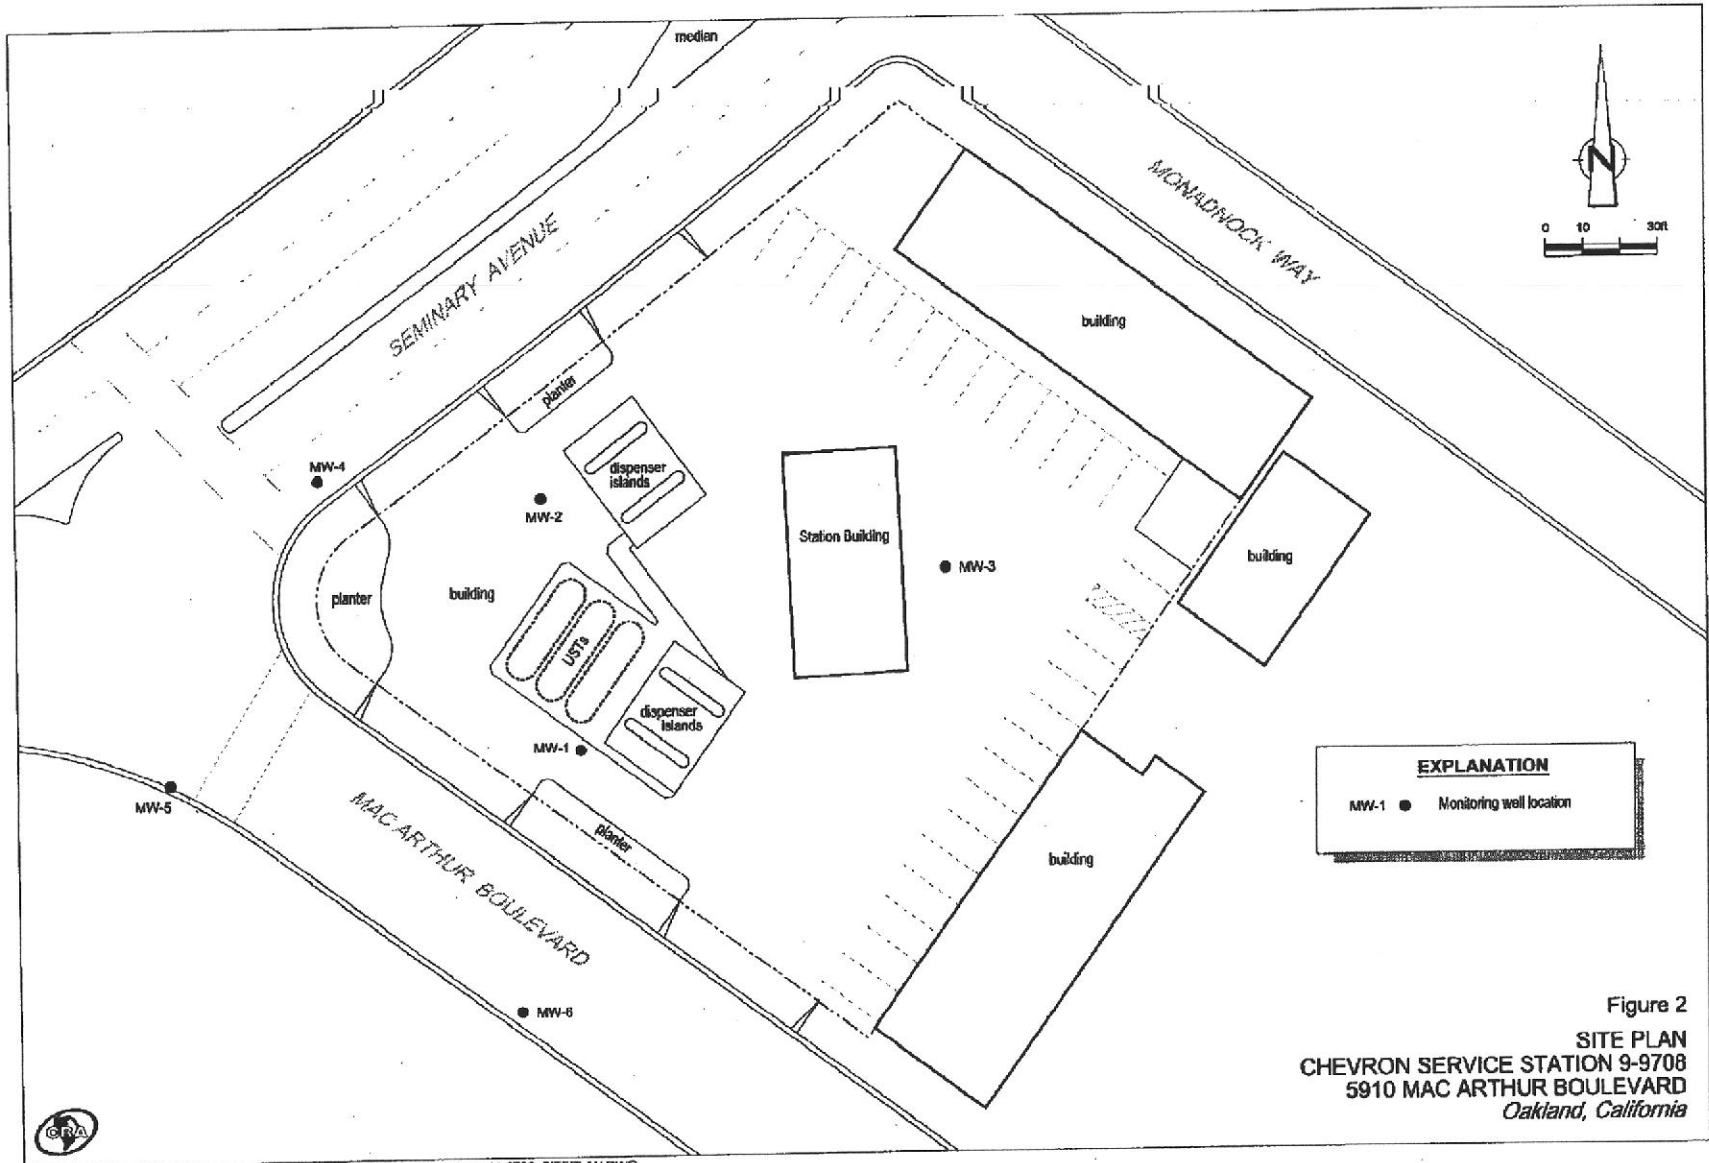 median
MONADNOCK WAY
N
0 10 30ft
SEMINARY AVENUE
building
planter
MW-4
dispenser
islands
MW-2
Station Building
building
MW-3
planter
building
USTs
dispenser
islands
MW-1
EXPLANATION
MW-1 Monitoring well location
MW-5
MAC ARTHUR BOULEVARD
planter
building
MW-6
Figure 2
SITE PLAN
CHEVRON SERVICE STATION 9-9708
5910 MAC ARTHUR BOULEVARD
Oakland, California
CRA